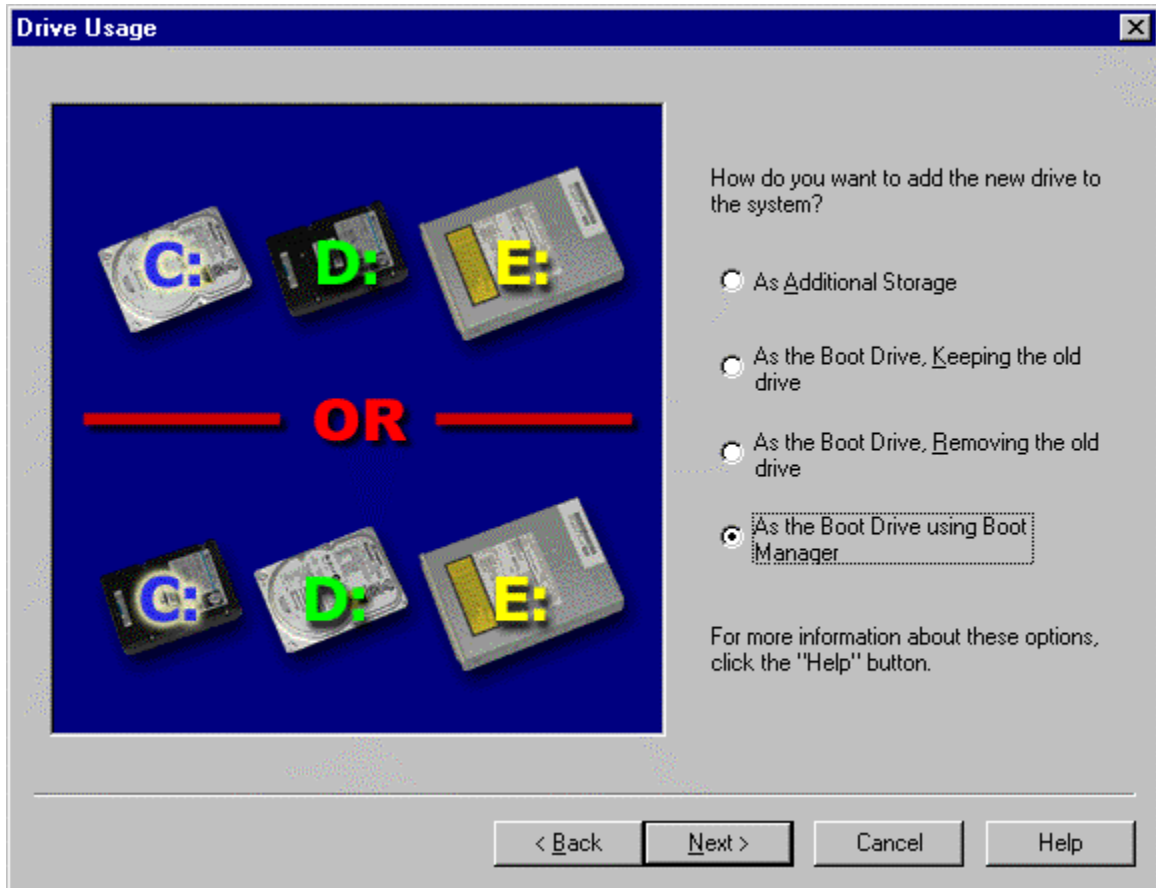 Drive Usage
C: D: E:
OR
C: D: E:
How do you want to add the new drive to
the system?
As Additional Storage
As the Boot Drive, Keeping the old
drive
As the Boot Drive, Removing the old
drive
As the Boot Drive using Boot
Manager
For more information about these options,
click the "Help" button.
< Back Next > Cancel Help